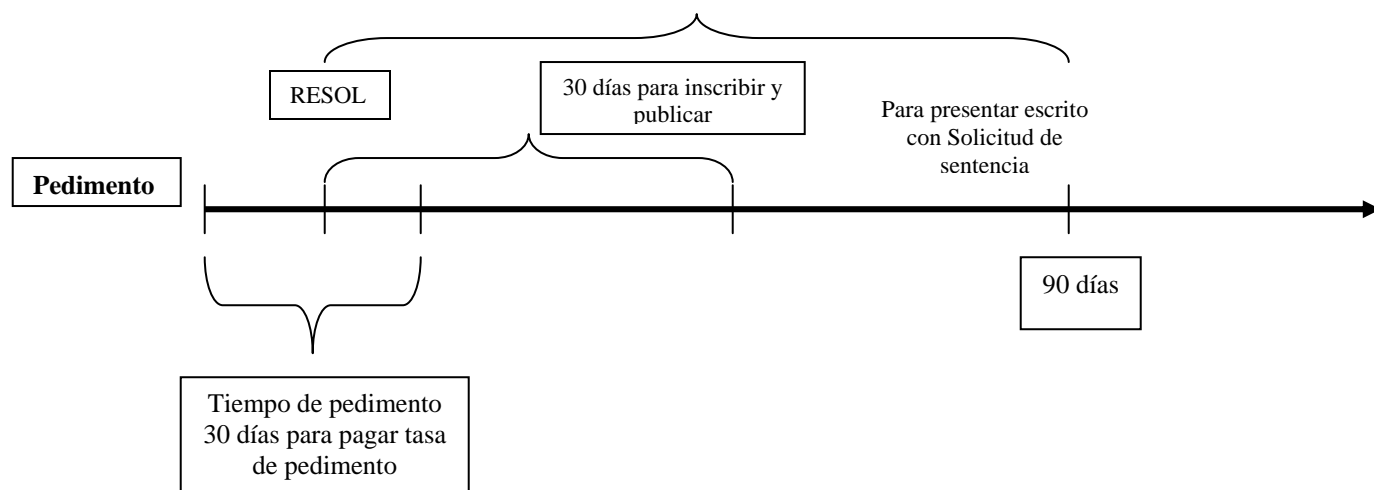 RESOL
30 días para inscribir y
publicar
Para presentar escrito
con Solicitud de
sentencia
Pedimento
90 días
Tiempo de pedimento
30 días para pagar tasa
de pedimento